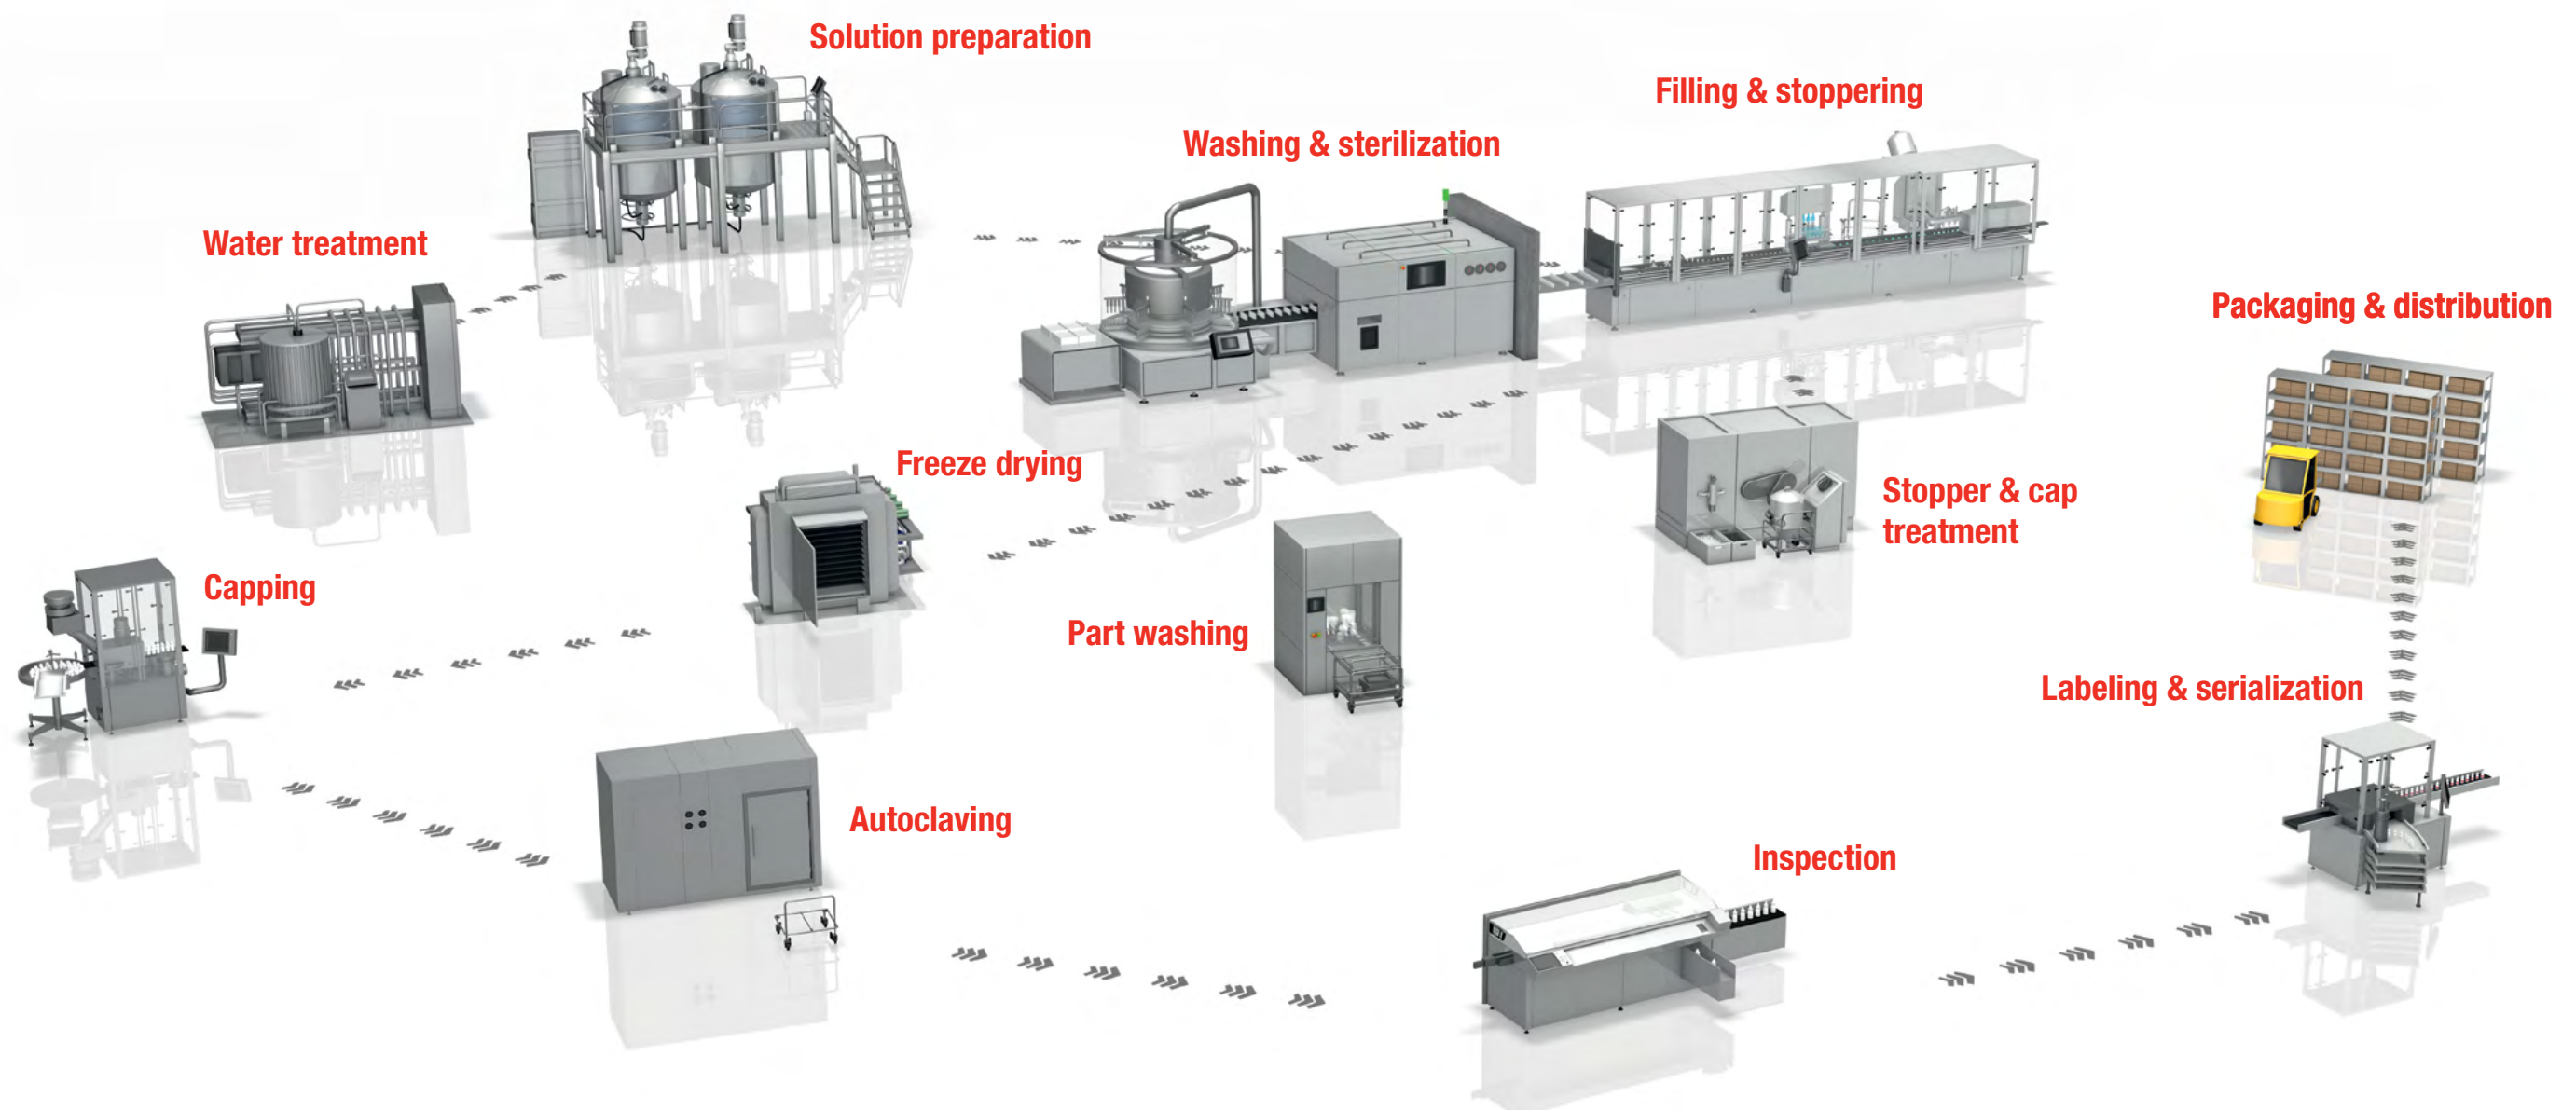 Solution preparation
Filling & stoppering
Washing & sterilization
Water treatment
Packaging & distribution
Freeze drying
Stopper & cap
treatment
Capping
Part washing
Labeling & serialization
Autoclaving
Inspection